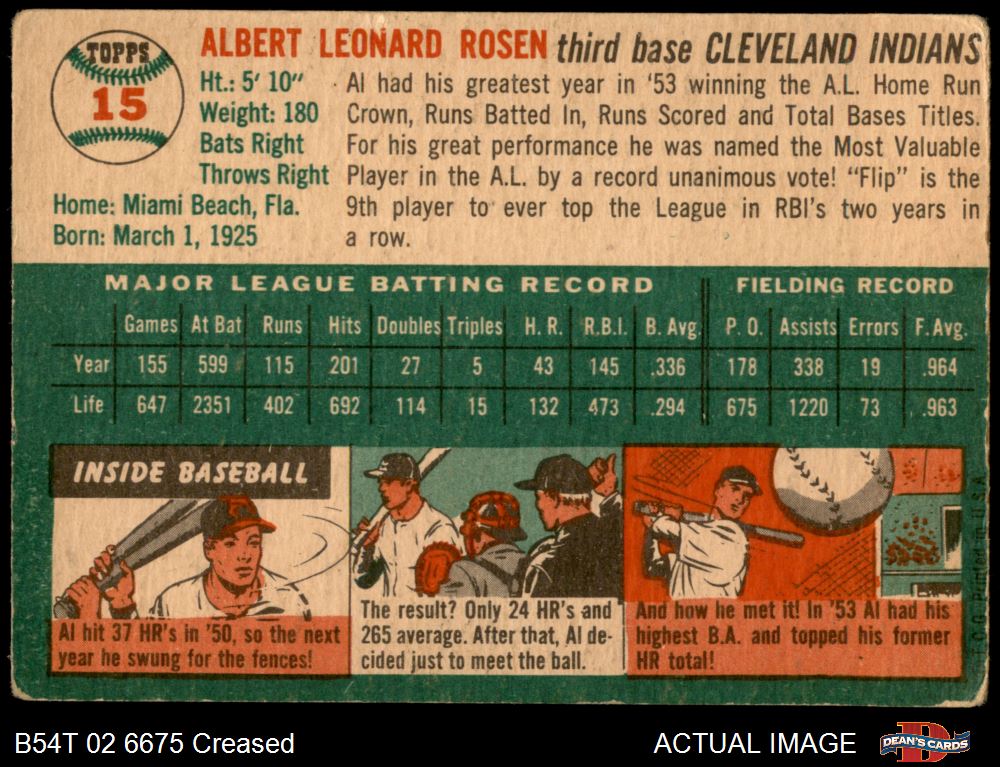 TOPPS
15
ALBERT LEONARD ROSEN third base CLEVELAND INDIANS
Ht.: 5' 10"
Weight: 180
Bats Right
Throws Right
Home: Miami Beach, Fla.
Born: March 1, 1925
Al had his greatest year in '53 winning the A.L. Home Run
Crown, Runs Batted In, Runs Scored and Total Bases Titles.
For his great performance he was named the Most Valuable
Player in the A.L. by a record unanimous vote! "Flip" is the
9th player to ever top the League in RBI's two years in
a row.
MAJOR LEAGUE BATTING RECORD FIELDING RECORD
Games At Bat Runs Hits Doubles Triples H. R. R.B.I. B. Avg. P. O. Assists Errors F. Avg.
Year 155 599 115 201 27 5 43 145 .336 178 338 19 .964
Life 647 2351 402 692 114 15 132 473 .294 675 1220 73 .963
INSIDE BASEBALL
Al hit 37 HR's in '50, so the next
year he swung for the fences!
The result? Only 24 HR's and
265 average. After that, Al de-
cided just to meet the ball.
And how he met it! In '53 Al had his
highest B.A. and topped his former
HR total!
T.C.G. Printed in U.S.A.
B54T 02 6675 Creased
ACTUAL IMAGE
DEAN'S CARDS